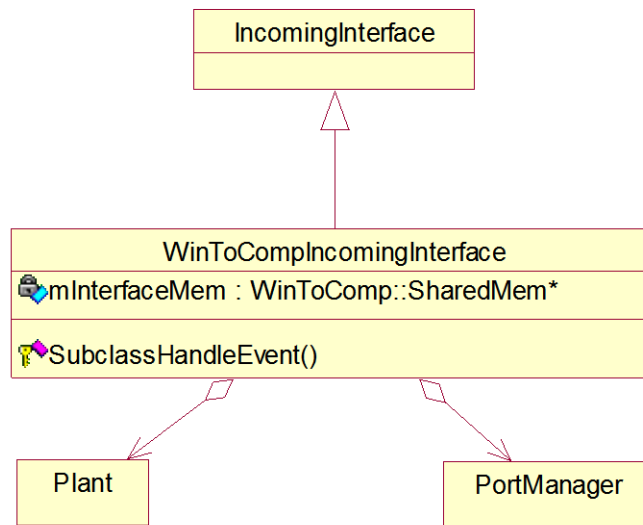 IncomingInterface
WinToCompIncomingInterface
mInterfaceMem : WinToComp::SharedMem*
SubclassHandleEvent()
Plant
PortManager